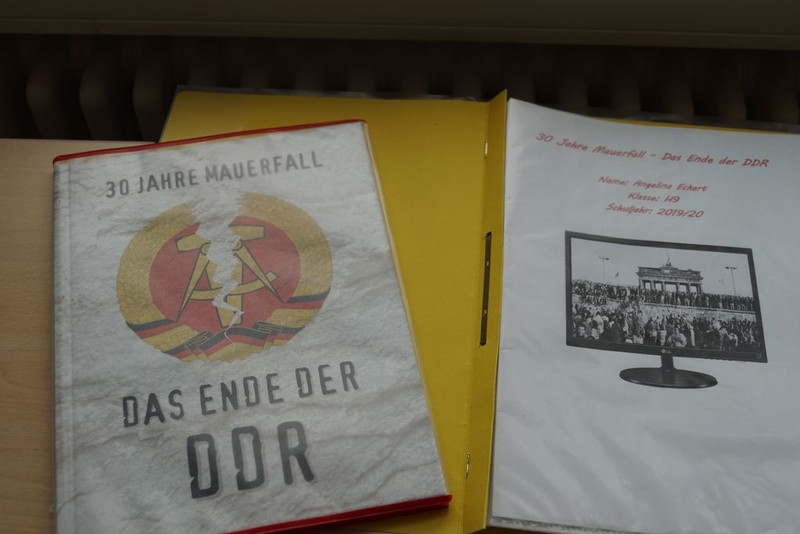 30 JAHRE MAUERFALL
DAS ENDE DER
DDR
30 Jahre Mauerfall - Das Ende der DDR
Name: Angelina Eckert
Klasse: H9
Schuljahr: 2019/20
LG